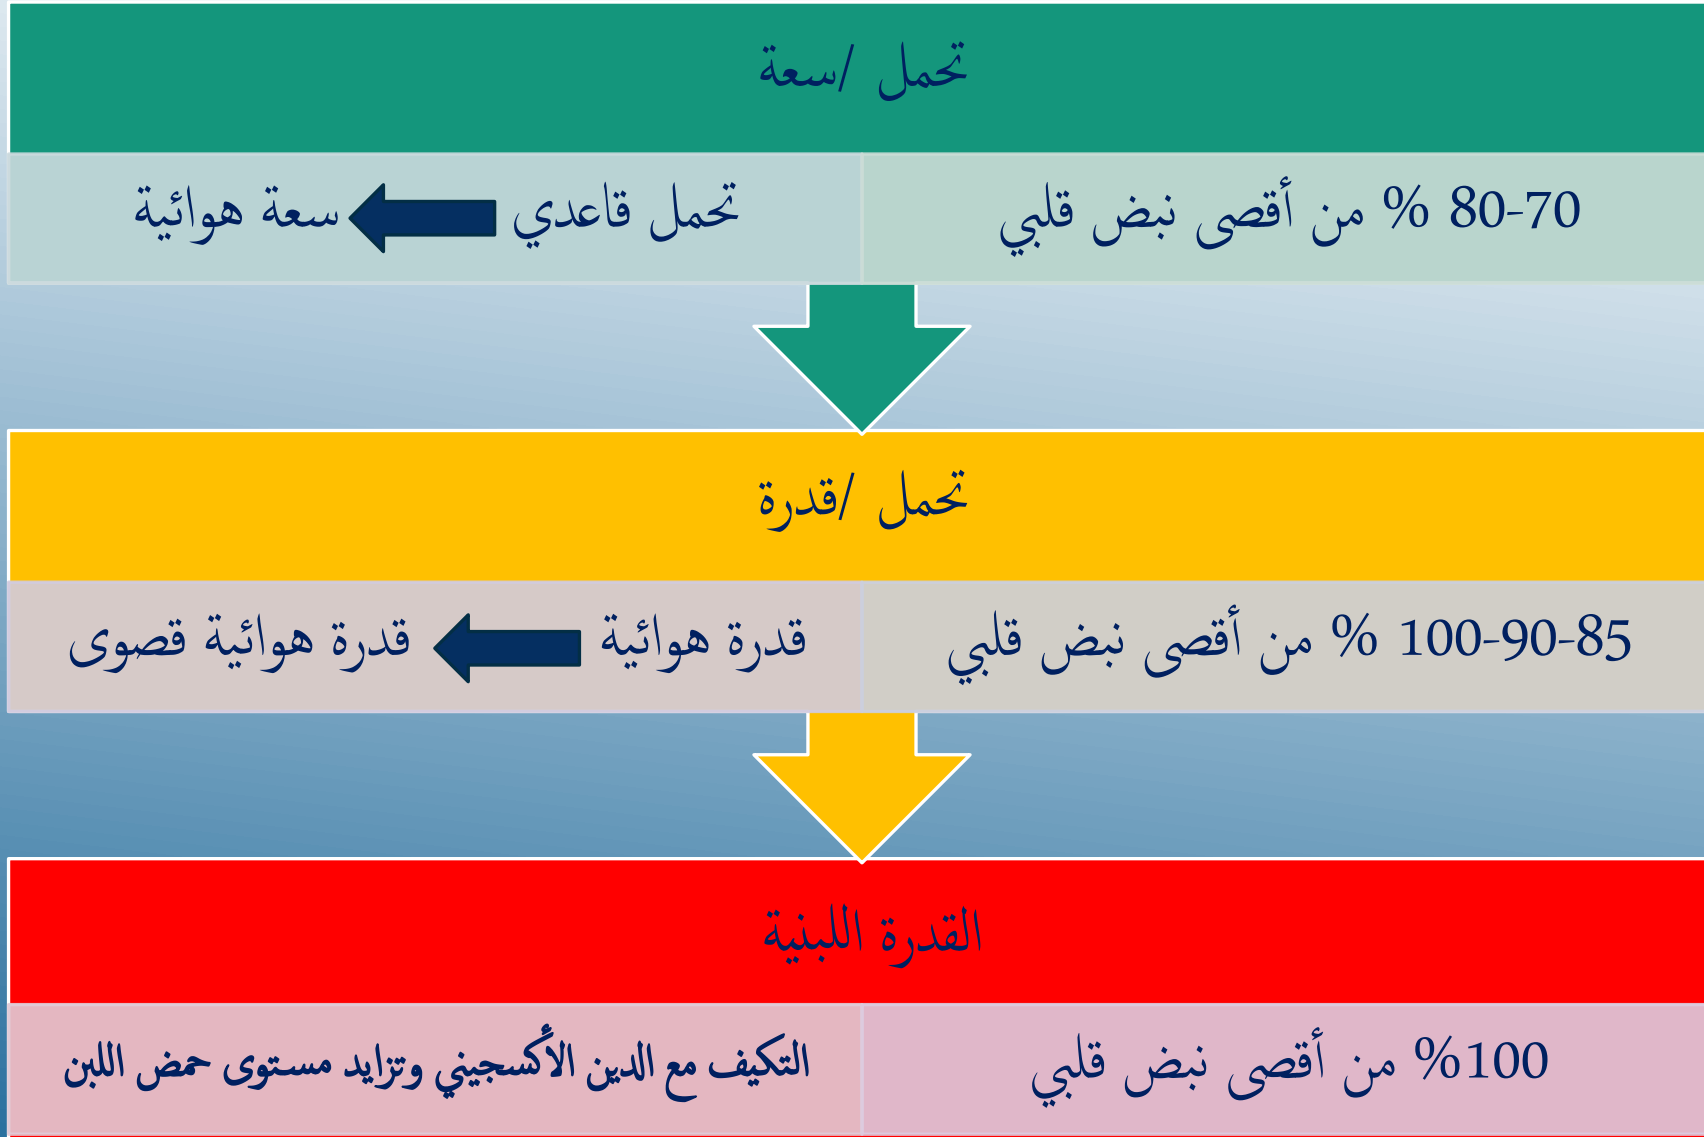 تحمل /سعة
80-70 % من أقصى نبض قلبي
تحمل قاعدي سعة هوائية
تحمل /قدرة
100-90-85 % من أقصى نبض قلبي
قدرة هوائية قدرة هوائية قصوى
القدرة اللبنية
%100 من أقصى نبض قلبي
التكيف مع الدين الأكسجيني وتزايد مستوى حمض اللبن